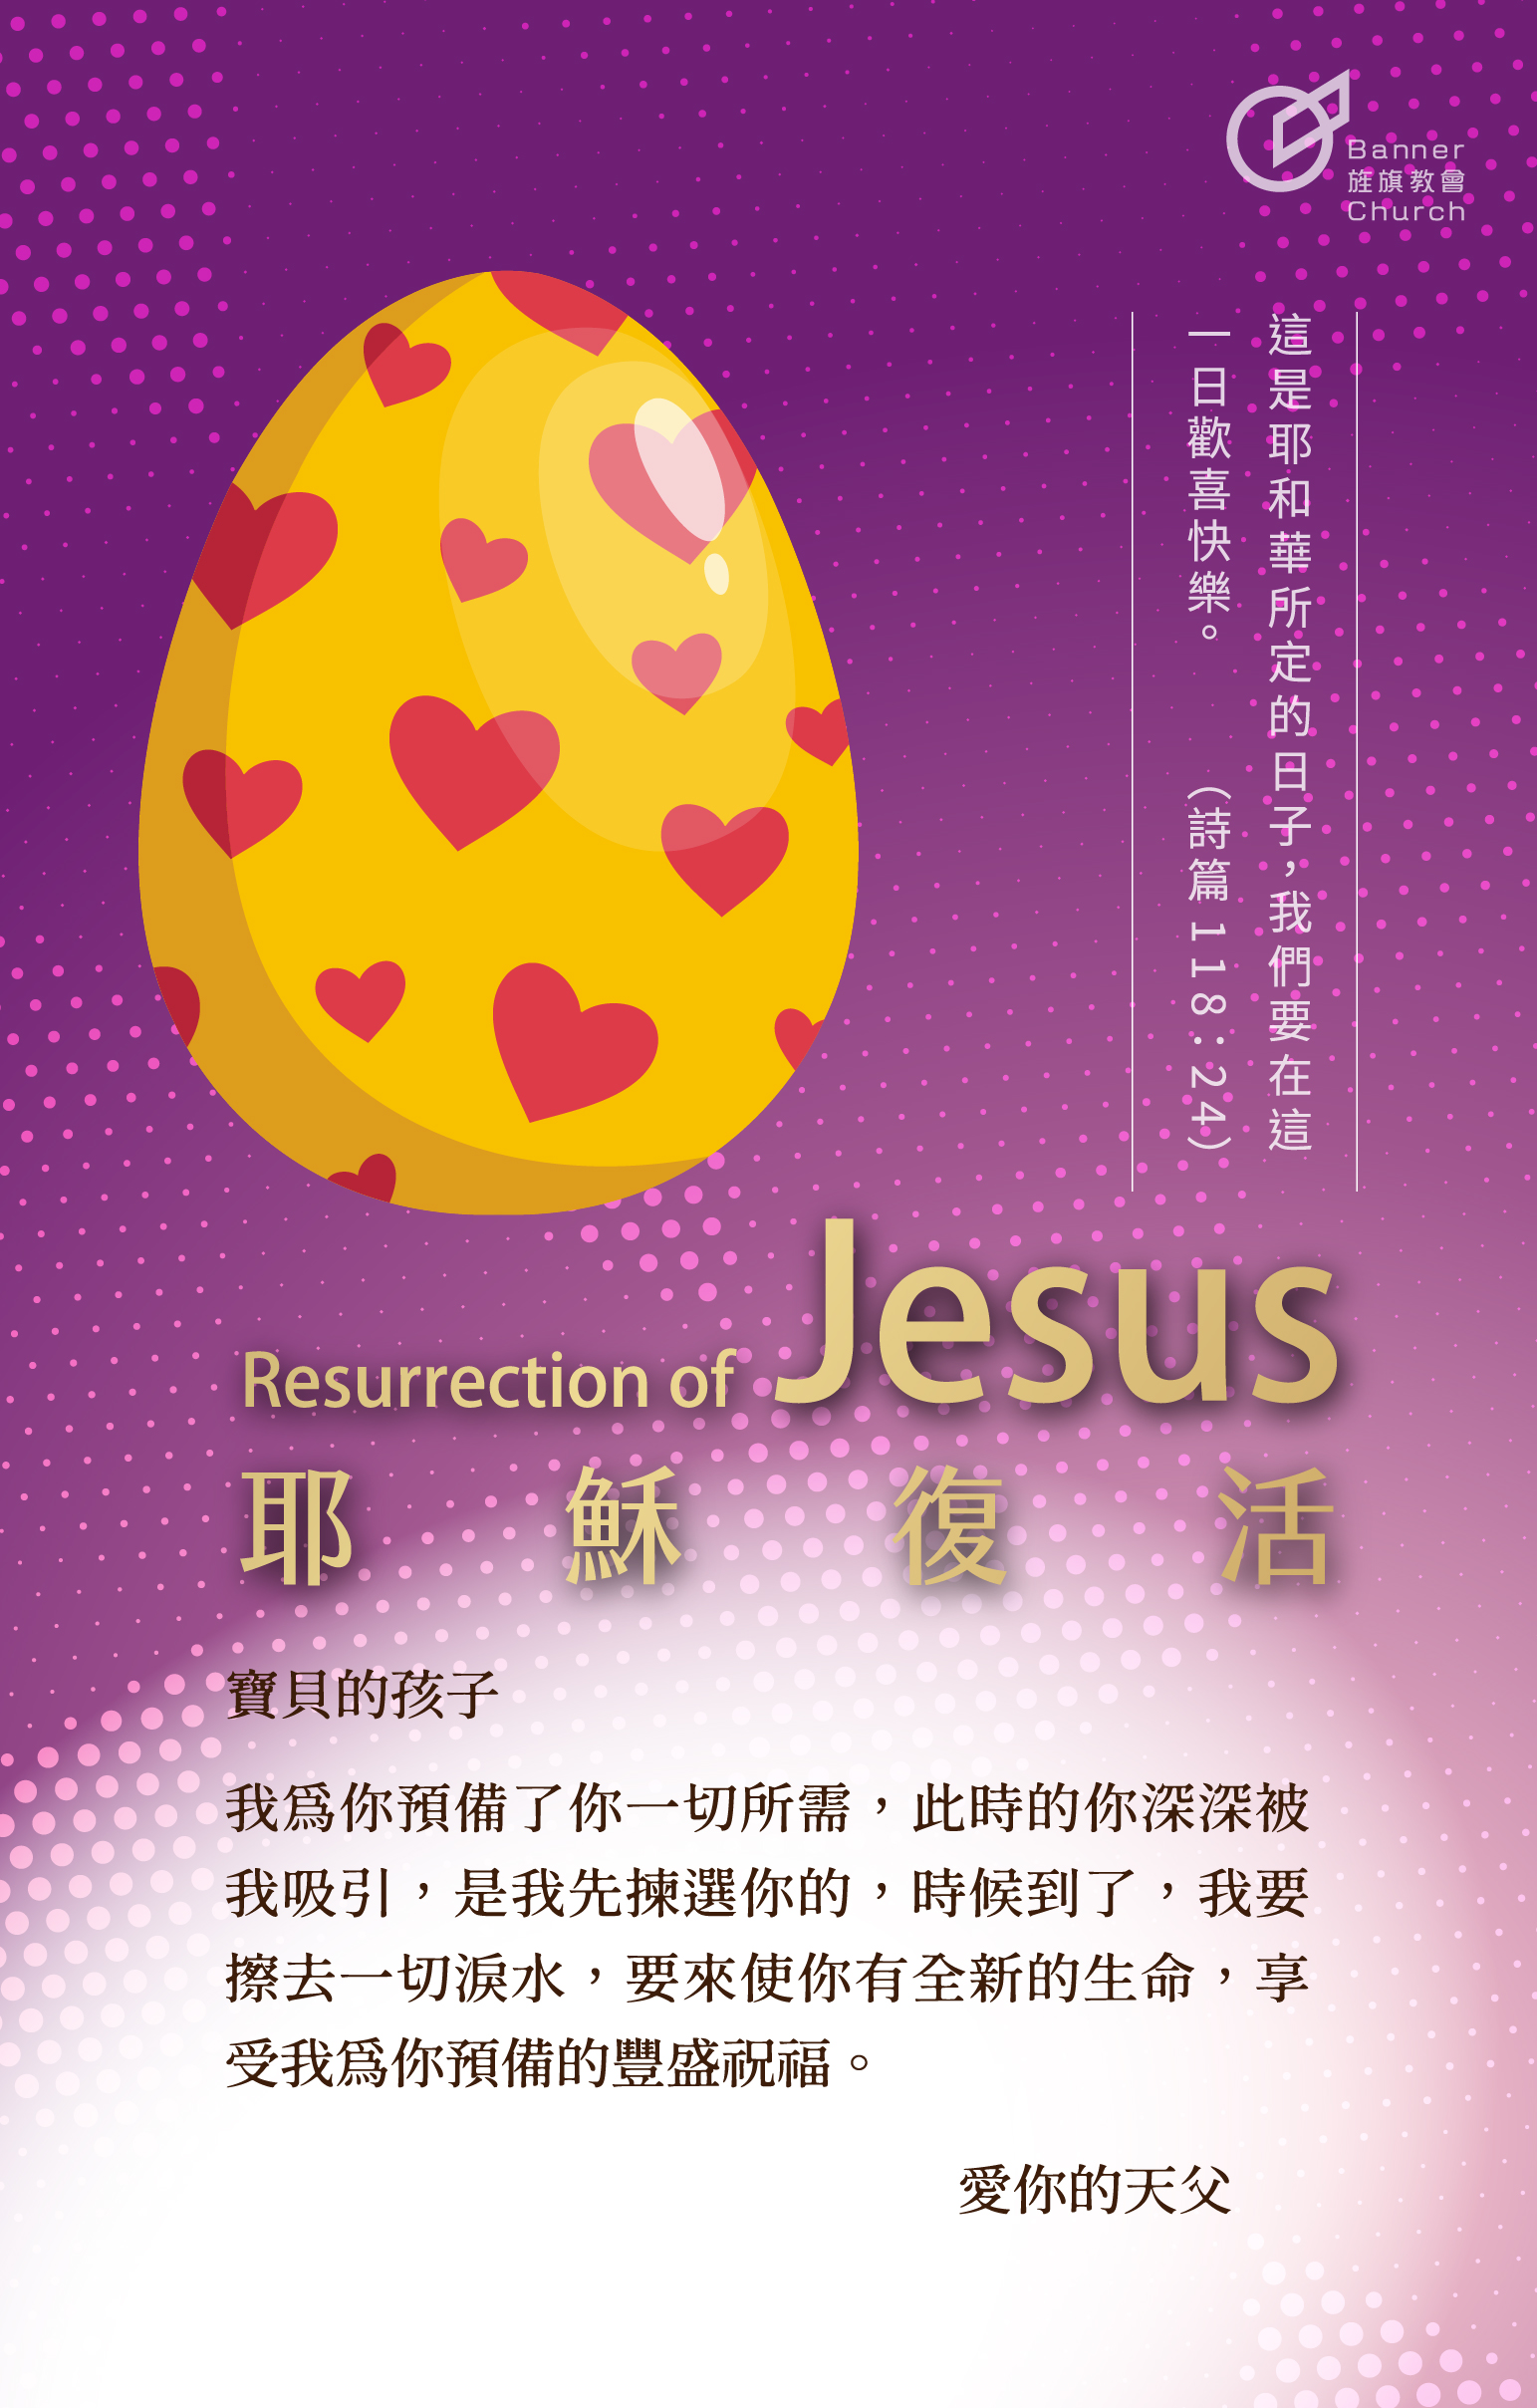 Banner
旌旗教會
Church
這是耶和華所定的日子，我們要在這
一日歡喜快樂。（詩篇118：24）
Resurrection of Jesus
耶穌復活
寶貝的孩子
我爲你預備了你一切所需，此時的你深深被
我吸引，是我先揀選你的，時候到了，我要
擦去一切淚水，要來使你有全新的生命，享
受我爲你預備的豐盛祝福。
愛你的天父